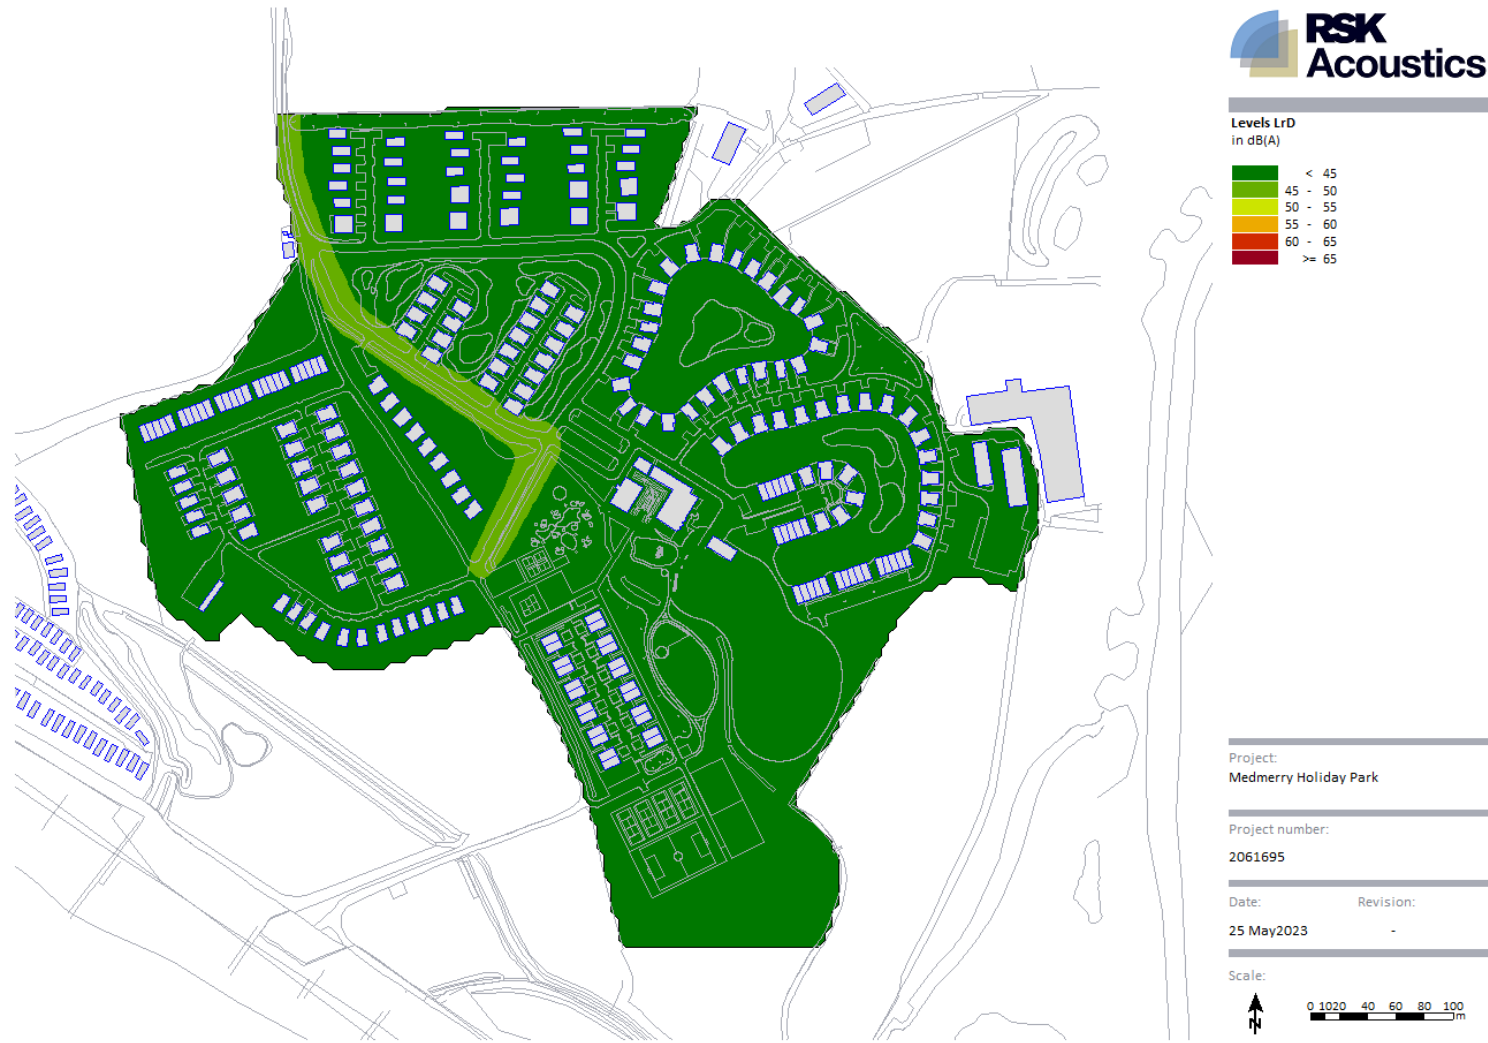 RSK
Acoustics
Levels LrD
in dB(A)
< 45
45 - 50
50 - 55
55 - 60
60 - 65
>= 65
Project:
Medmerry Holiday Park
Project number:
2061695
Date: Revision:
25 May2023 -
Scale:
N
0 1020 40 60 80 100
m